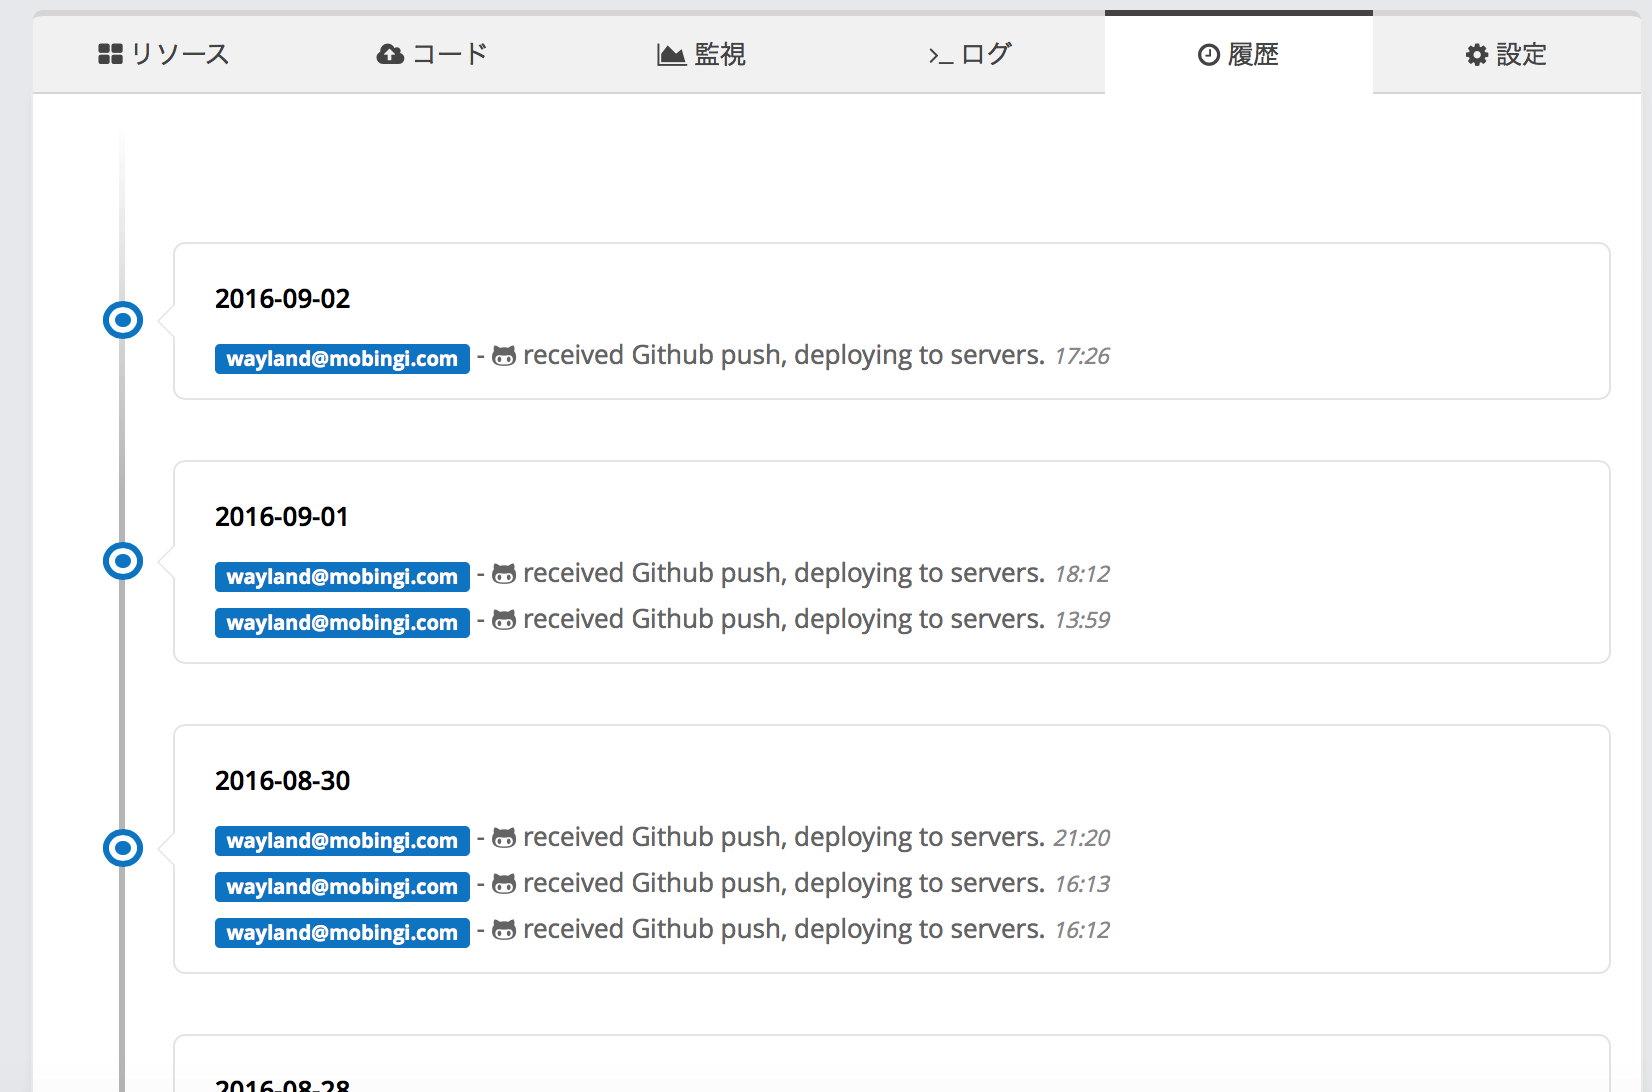 リソース コード 監視 >_ログ 履歴 設定
2016-09-02
wayland@mobingi.com - received Github push, deploying to servers. 17:26
2016-09-01
wayland@mobingi.com - received Github push, deploying to servers. 18:12
wayland@mobingi.com - received Github push, deploying to servers. 13:59
2016-08-30
wayland@mobingi.com - received Github push, deploying to servers. 21:20
wayland@mobingi.com - received Github push, deploying to servers. 16:13
wayland@mobingi.com - received Github push, deploying to servers. 16:12
2016-08-28